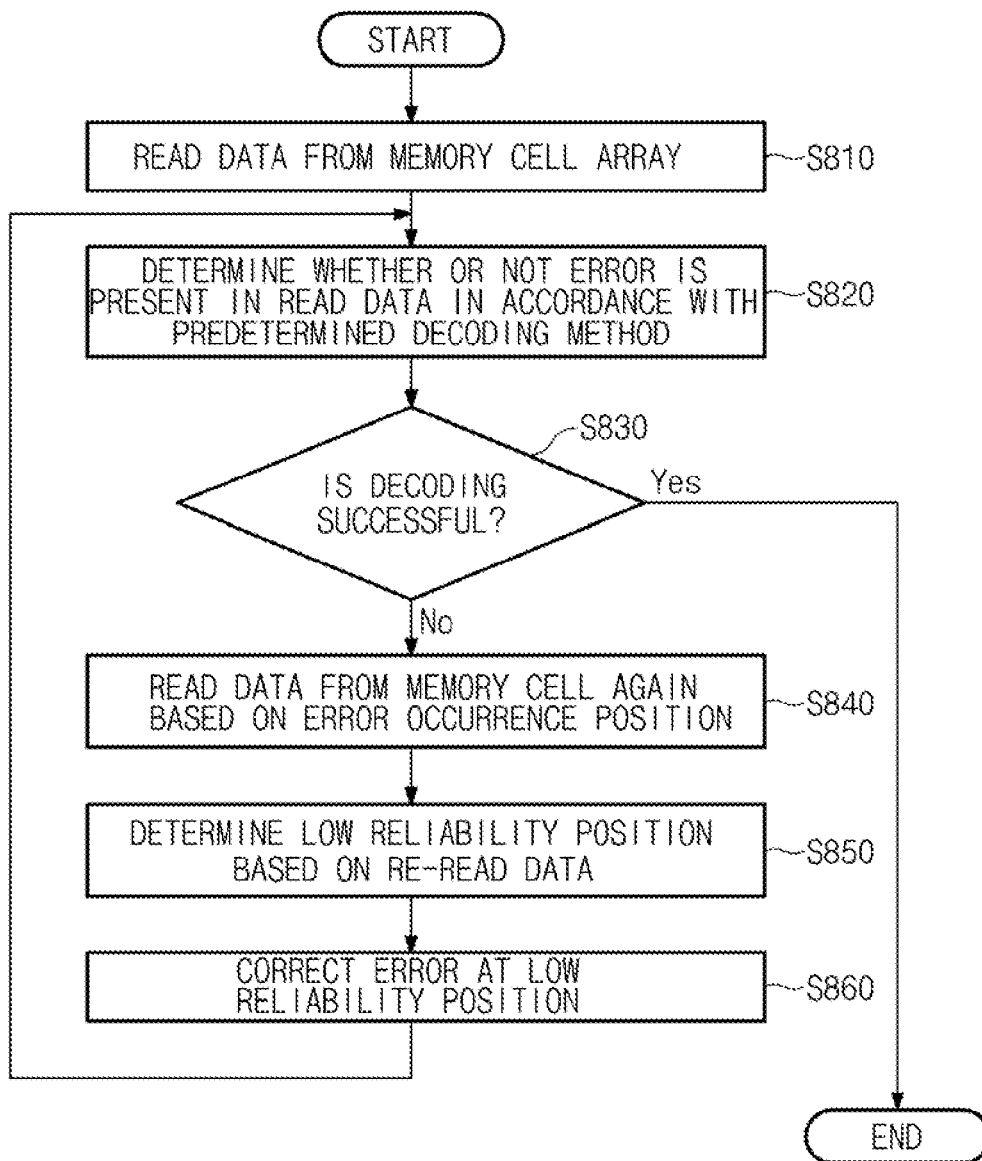 START
READ DATA FROM MEMORY CELL ARRAY
S810
DETERMINE WHETHER OR NOT ERROR IS
PRESENT IN READ DATA IN ACCORDANCE WITH
PREDETERMINED DECODING METHOD
S820
S830
IS DECODING
SUCCESSFUL?
Yes
No
READ DATA FROM MEMORY CELL AGAIN
BASED ON ERROR OCCURRENCE POSITION
S840
DETERMINE LOW RELIABILITY POSITION
BASED ON RE-READ DATA
S850
CORRECT ERROR AT LOW
RELIABILITY POSITION
S860
END